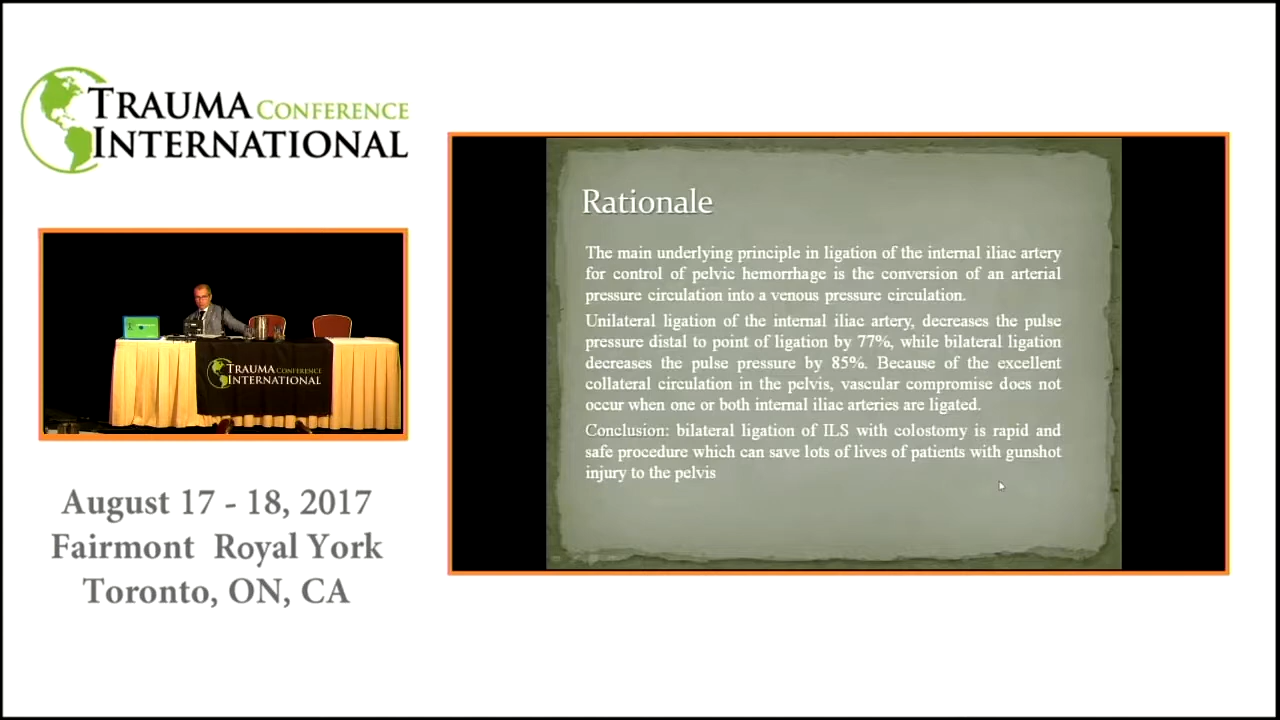 TRAUMA CONFERENCE
INTERNATIONAL
Rationale
The main underlying principle in ligation of the internal iliac artery
for control of pelvic hemorrhage is the conversion of an arterial
pressure circulation into a venous pressure circulation.
Unilateral ligation of the internal iliac artery, decreases the pulse
pressure distal to point of ligation by 77%, while bilateral ligation
decreases the pulse pressure by 85%. Because of the excellent
collateral circulation in the pelvis, vascular compromise does not
occur when one or both internal iliac arteries are ligated.
Conclusion: bilateral ligation of ILS with colostomy is rapid and
safe procedure which can save lots of lives of patients with gunshot
injury to the pelvis
TRAUMA CONFERENCE
INTERNATIONAL
August 17 - 18, 2017
Fairmont Royal York
Toronto, ON, CA